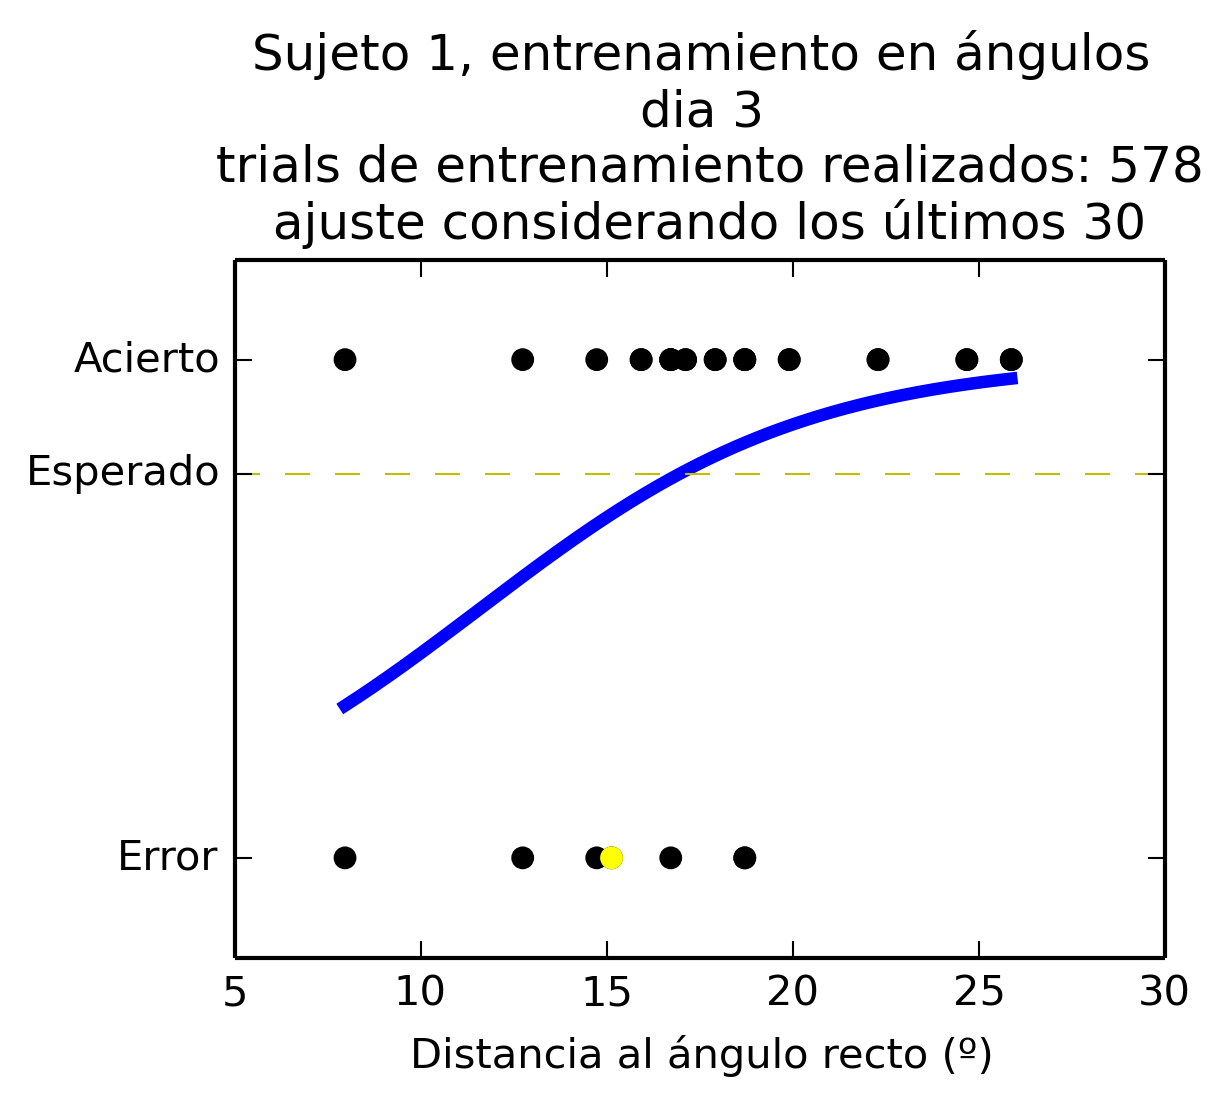 Sujeto 1, entrenamiento en ángulos
dia 3
trials de entrenamiento realizados: 578
ajuste considerando los últimos 30
Acierto
Esperado
Error
5 10 15 20 25 30
Distancia al ángulo recto (º)